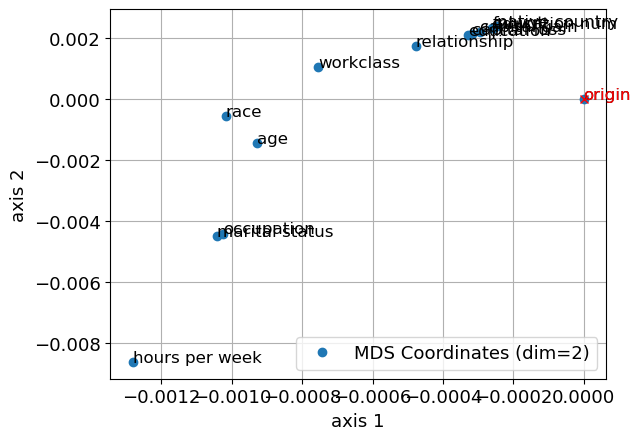 native country
relationship
workclass
origin
race
age
occupation
marital status
hours per week
MDS Coordinates (dim=2)
axis 2
0.002
0.000
−0.002
−0.004
−0.006
−0.008
−0.0012
−0.0010
−0.0008
−0.0006
−0.0004
−0.0002
0.0000
axis 1